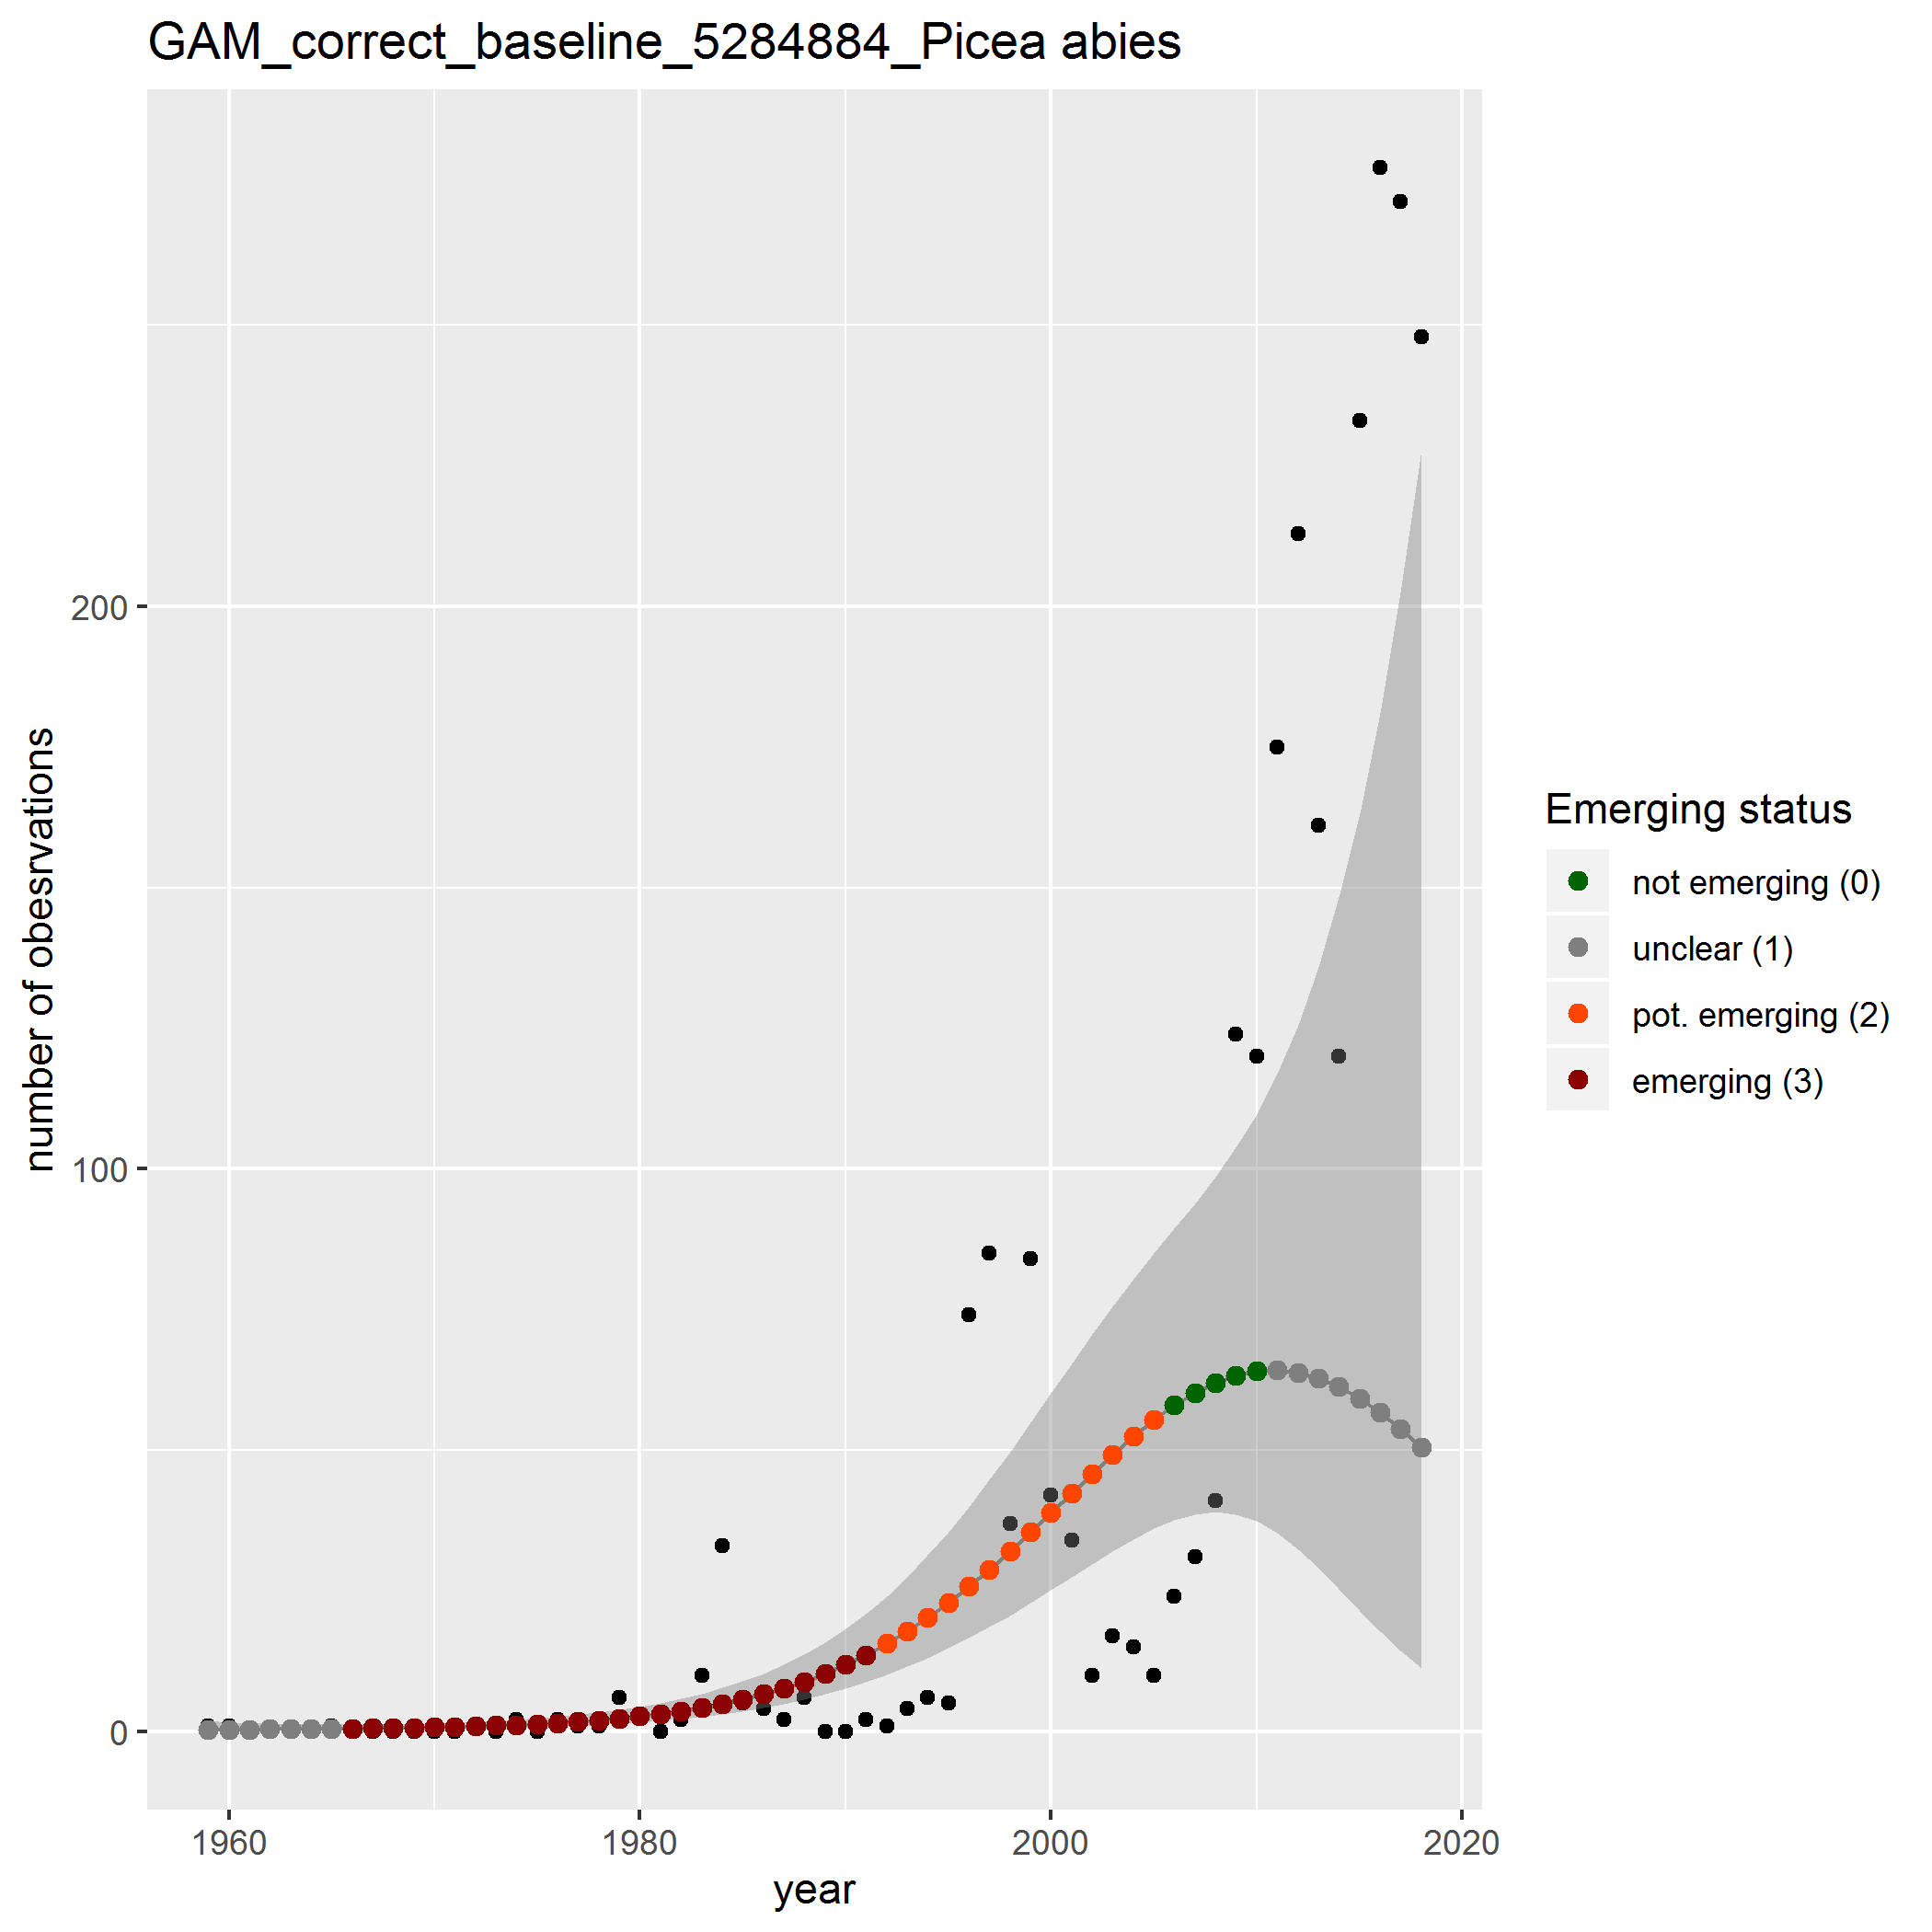 GAM_correct_baseline_5284884_Picea abies
number of obesrvations
200
100
0
1960
1980
2000
2020
year
Emerging status
not emerging (0)
unclear (1)
pot. emerging (2)
emerging (3)